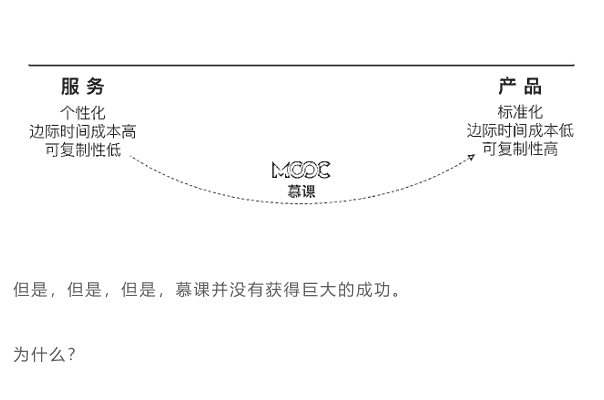 服务
产品
个性化
边际时间成本高
可复制性低
标准化
边际时间成本低
可复制性高
MOOC
慕课
但是，但是，但是，慕课并没有获得巨大的成功。
为什么？